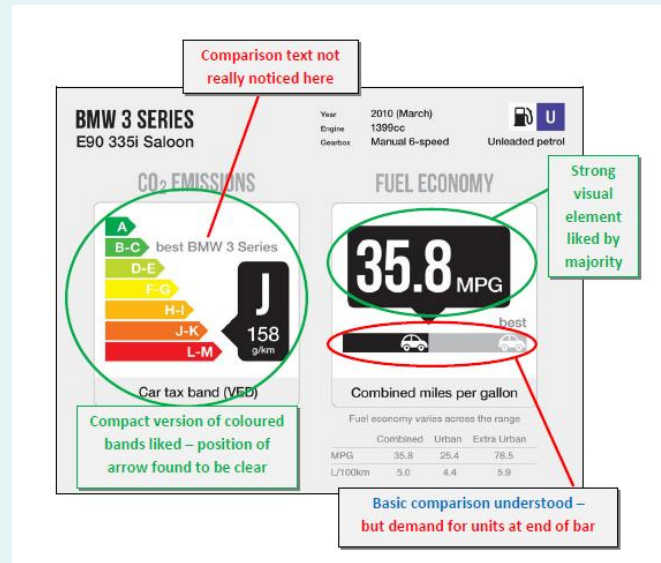 Comparison text not
really noticed here
BMW 3 SERIES
E90 335i Saloon
Year 2010 (March)
Engine 1399cc
Gearbox Manual 6-speed
U
Unleaded petrol
CO₂ EMISSIONS
A
B-C best BMW 3 Series
D-E
F-G
H-I
J-K
L-M
J
158
g/km
Car tax band (VED)
Compact version of coloured
bands liked – position of
arrow found to be clear
FUEL ECONOMY
35.8 MPG
best
Combined miles per gallon
Fuel economy varies across the range
Combined Urban Extra Urban
MPG 35.8 25.4 78.5
L/100km 5.0 4.4 5.9
Strong
visual
element
liked by
majority
Basic comparison understood –
but demand for units at end of bar